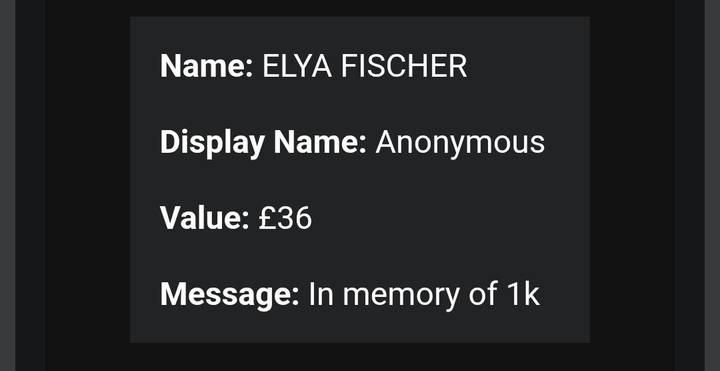 Name: ELYA FISCHER
Display Name: Anonymous
Value: £36
Message: In memory of 1k